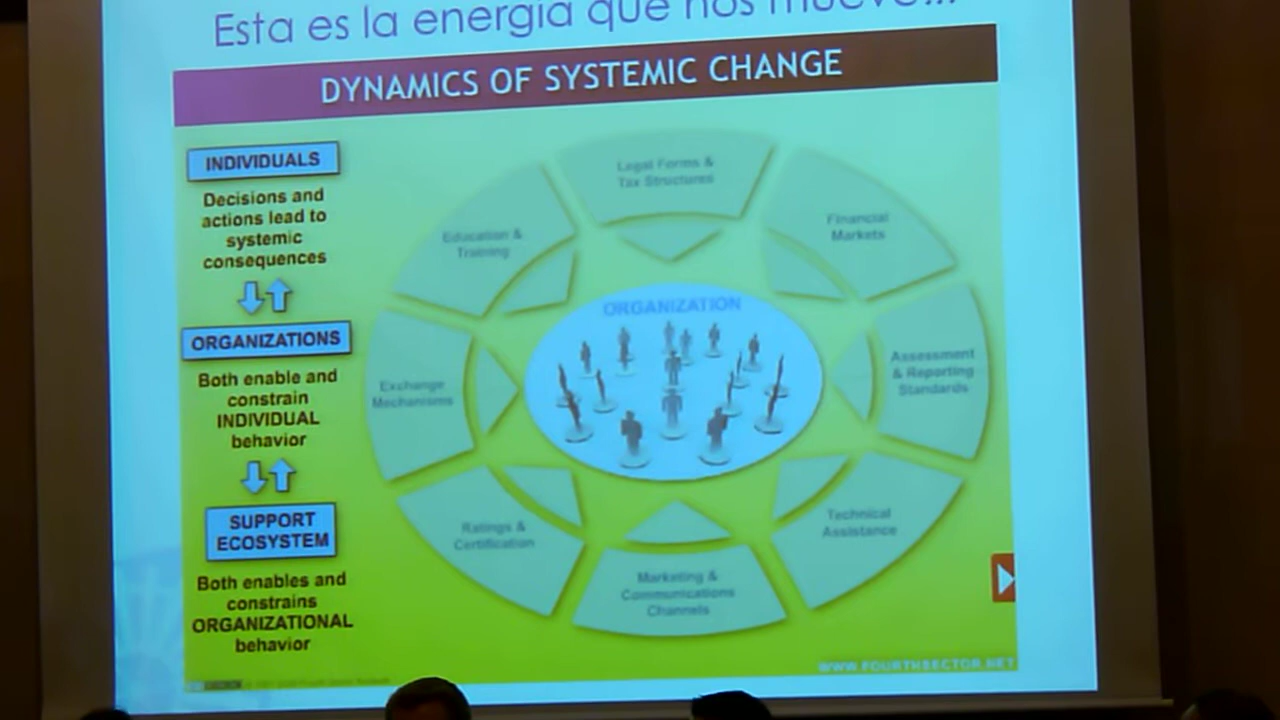 Esta es la energía que nos mueve...
DYNAMICS OF SYSTEMIC CHANGE
INDIVIDUALS
Decisions and
actions lead to
systemic
consequences
ORGANIZATIONS
Both enable and
constrain
INDIVIDUAL
behavior
SUPPORT
ECOSYSTEM
Both enables and
constrains
ORGANIZATIONAL
behavior
Legal Forms &
Tax Structures
Financial
Markets
Assessment
& Reporting
Standards
Technical
Assistance
Marketing &
Communications
Channels
Ratings &
Certification
Exchange
Mechanisms
Education &
Training
ORGANIZATION
WWW.FOURTHSECTOR.NET